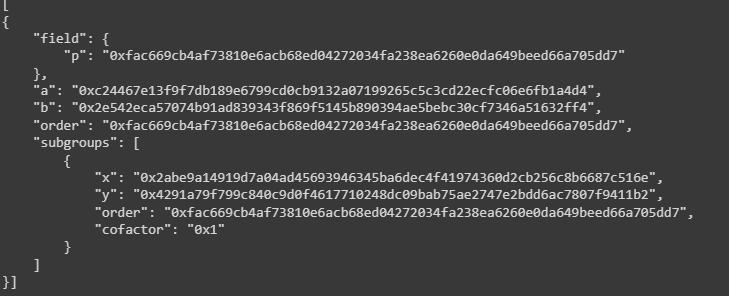 [
{
    "field": {
        "p": "0xfac669cb4af73810e6acb68ed04272034fa238ea6260e0da649beed66a705dd7"
    },
    "a": "0xc24467e13f9f7db189e6799cd0cb9132a07199265c5c3cd22ecfc06e6fb1a4d4",
    "b": "0x2e542eca57074b91ad839343f869f5145b890394ae5bebc30cf7346a51632ff4",
    "order": "0xfac669cb4af73810e6acb68ed04272034fa238ea6260e0da649beed66a705dd7",
    "subgroups": [
        {
            "x": "0x2abe9a14919d7a04ad45693946345ba6dec4f41974360d2cb256c8b6687c516e",
            "y": "0x4291a79f799c840c9d0f4617710248dc09bab75ae2747e2bdd6ac7807f9411b2",
            "order": "0xfac669cb4af73810e6acb68ed04272034fa238ea6260e0da649beed66a705dd7",
            "cofactor": "0x1"
        }
    ]
}]